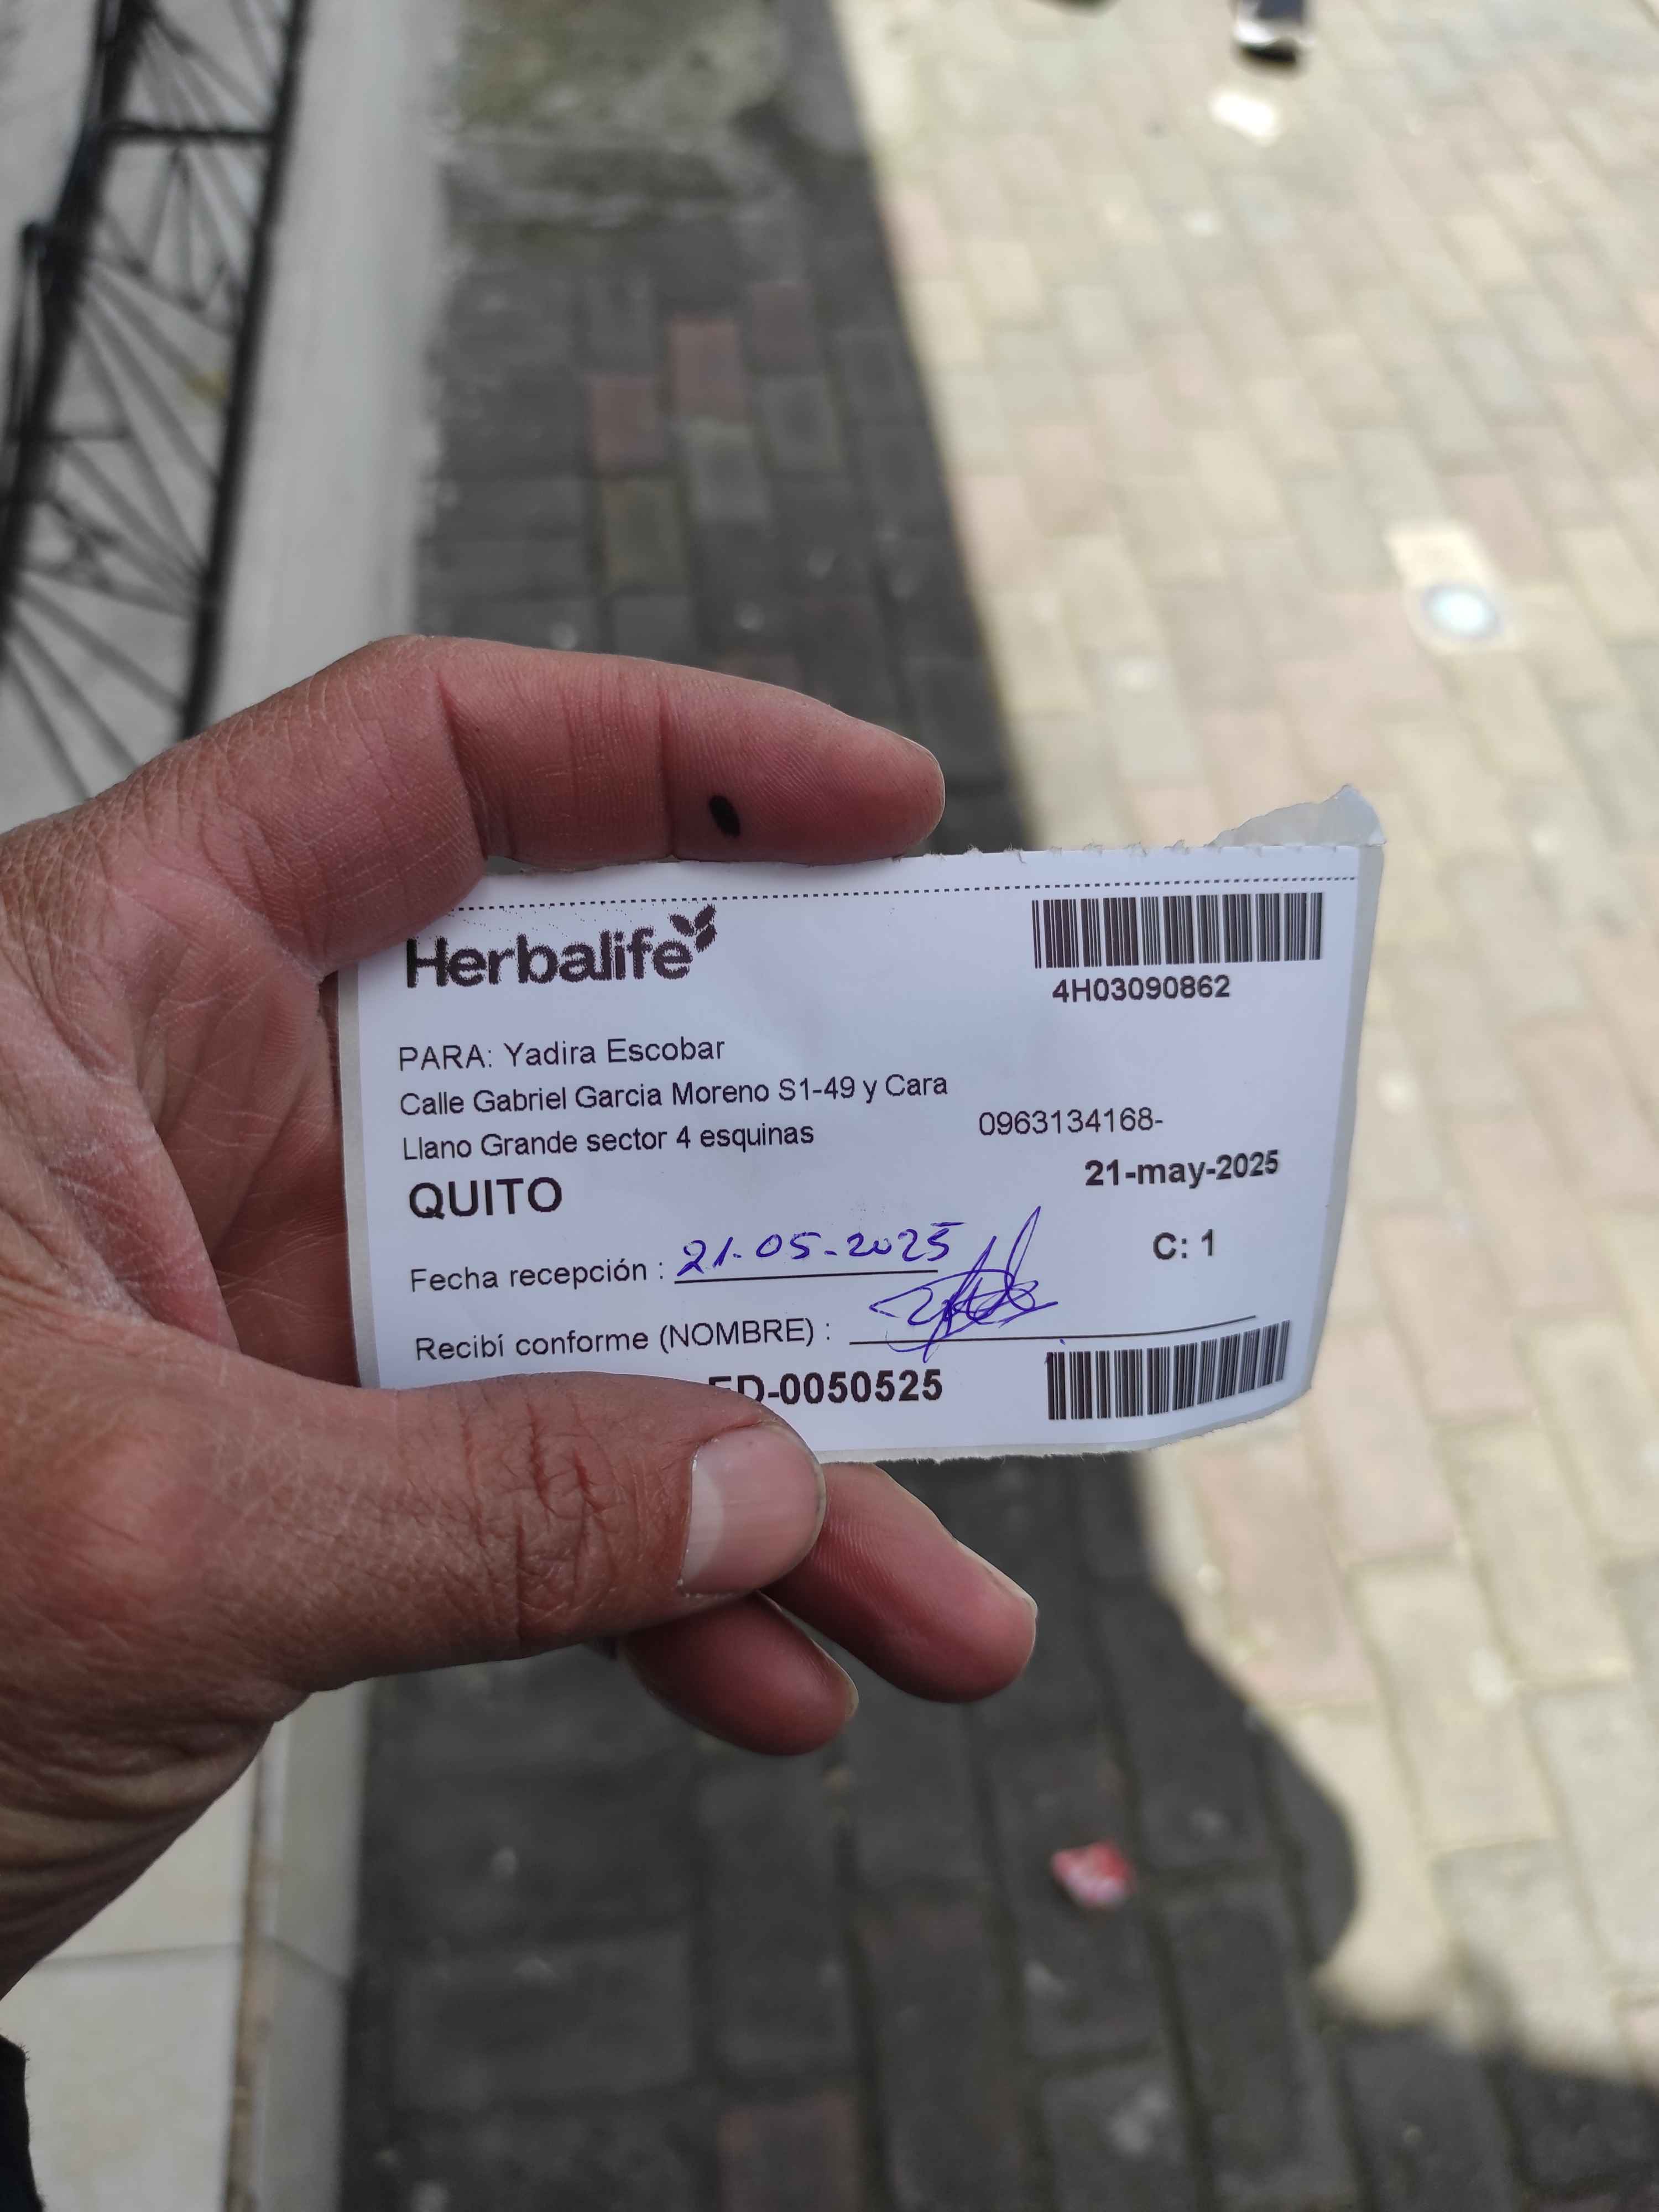 Herbalife
4H03090862
PARA: Yadira Escobar
Calle Gabriel Garcia Moreno S1-49 y Cara
Llano Grande sector 4 esquinas
0963134168-
QUITO
21-may-2025
Fecha recepción : 21-05-2025
C: 1
Recibí conforme (NOMBRE) :
D-0050525